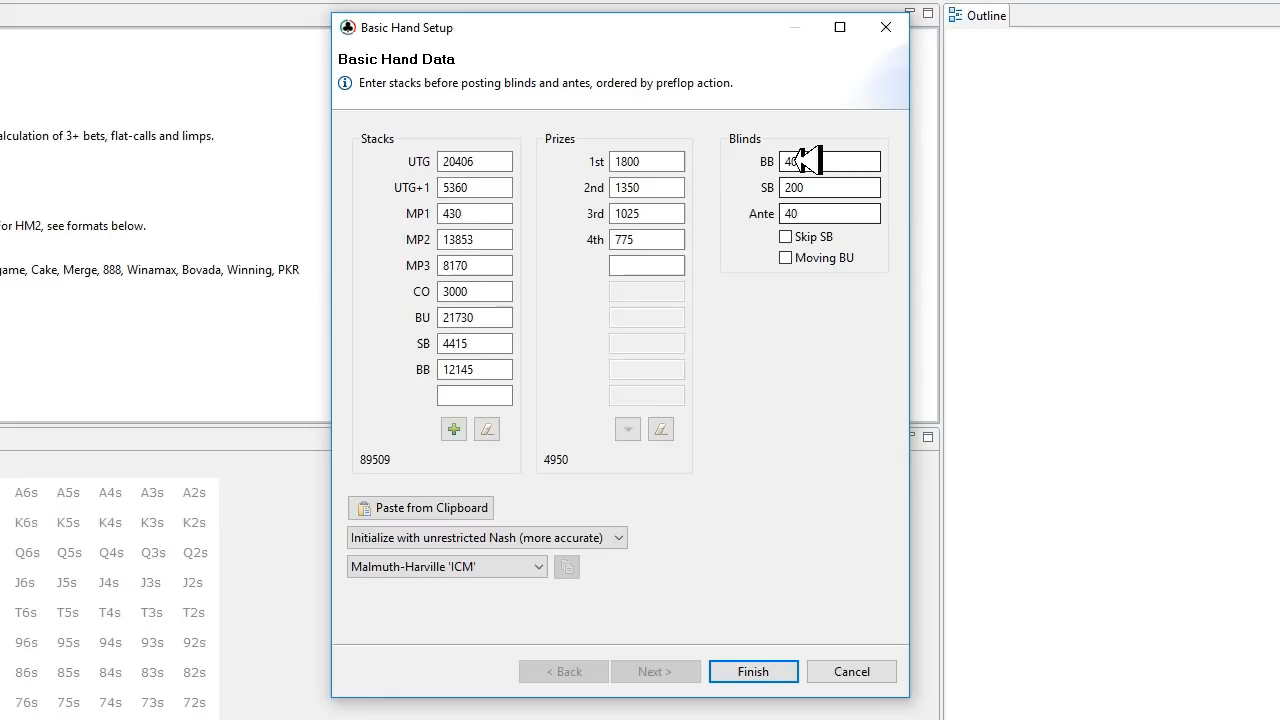 Outline
Basic Hand Setup
Basic Hand Data
Enter stacks before posting blinds and antes, ordered by preflop action.
alculation of 3+ bets, flat-calls and limps.
or HM2, see formats below.
game, Cake, Merge, 888, Winamax, Bovada, Winning, PKR
Stacks
UTG 20406
UTG+1 5360
MP1 430
MP2 13853
MP3 8170
CO 3000
BU 21730
SB 4415
BB 12145
89509
Prizes
1st 1800
2nd 1350
3rd 1025
4th 775
4950
Blinds
BB
SB 200
Ante 40
Skip SB
Moving BU
Paste from Clipboard
Initialize with unrestricted Nash (more accurate)
Malmuth-Harville 'ICM'
< Back Next > Finish Cancel
A6s A5s A4s A3s A2s
K6s K5s K4s K3s K2s
Q6s Q5s Q4s Q3s Q2s
J6s J5s J4s J3s J2s
T6s T5s T4s T3s T2s
96s 95s 94s 93s 92s
86s 85s 84s 83s 82s
76s 75s 74s 73s 72s